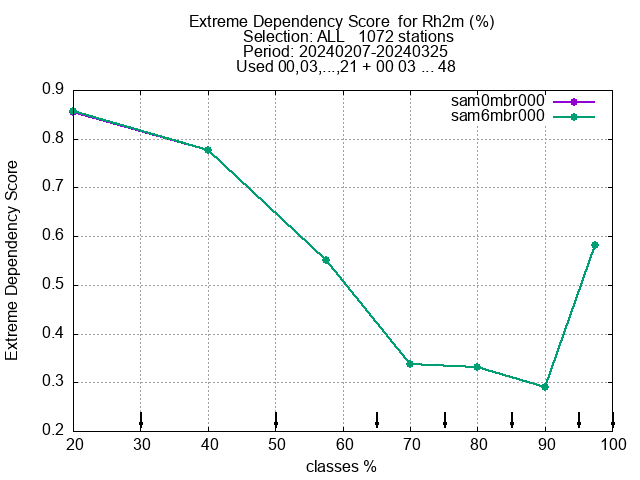 Extreme Dependency Score  for Rh2m (%)
Selection: ALL   1072 stations
Period: 20240207-20240325
Used 00,03,...,21 + 00 03 ... 48
sam0mbr000
sam6mbr000
Extreme Dependency Score
0.9
0.8
0.7
0.6
0.5
0.4
0.3
0.2
20 30 40 50 60 70 80 90 100
classes %